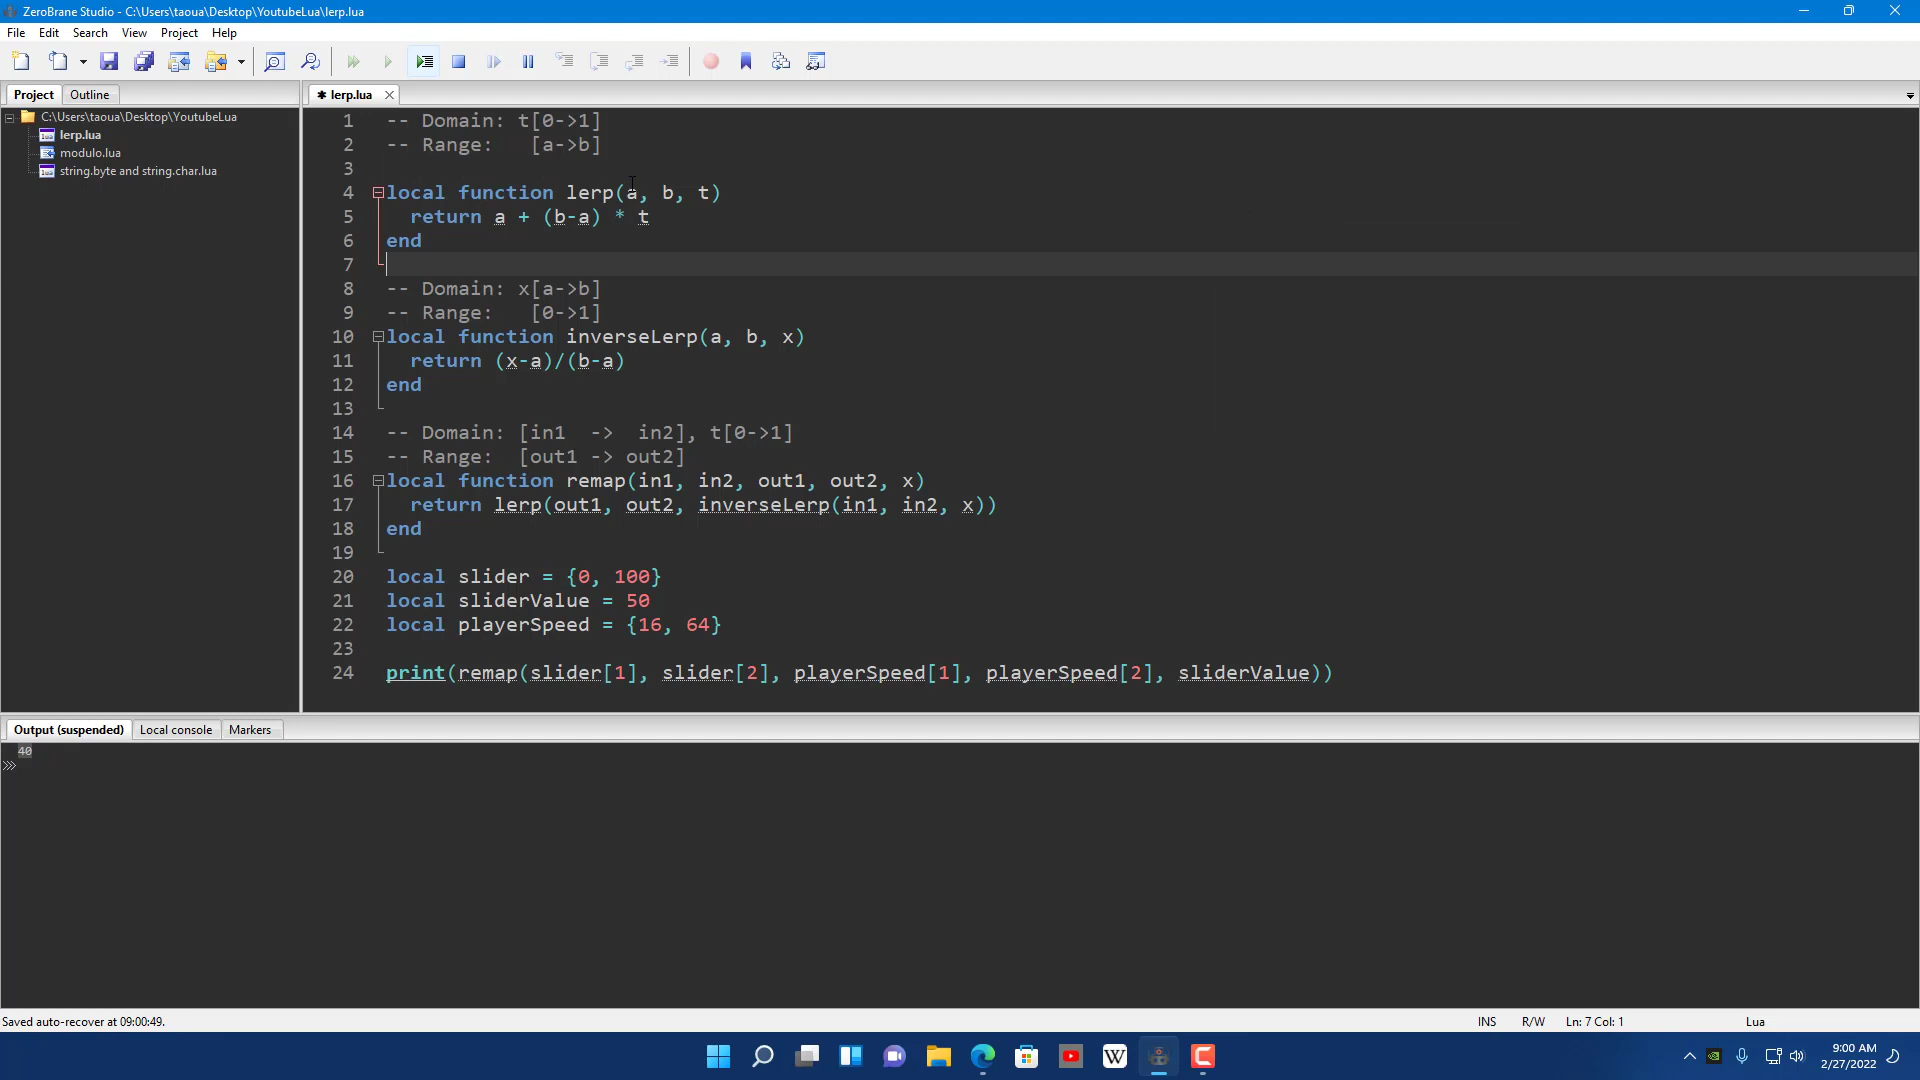 ZeroBrane Studio - C:\Users\taoua\Desktop\YoutubeLua\lerp.lua
File Edit Search View Project Help
Project Outline
C:\Users\taoua\Desktop\YoutubeLua
lerp.lua
modulo.lua
string.byte and string.char.lua
* lerp.lua
1 -- Domain: t[0->1]
2 -- Range:   [a->b]
3
4 local function lerp(a, b, t)
5   return a + (b-a) * t
6 end
7
8 -- Domain: x[a->b]
9 -- Range:   [0->1]
10 local function inverseLerp(a, b, x)
11   return (x-a)/(b-a)
12 end
13
14 -- Domain: [in1  ->  in2], t[0->1]
15 -- Range:  [out1 -> out2]
16 local function remap(in1, in2, out1, out2, x)
17   return lerp(out1, out2, inverseLerp(in1, in2, x))
18 end
19
20 local slider = {0, 100}
21 local sliderValue = 50
22 local playerSpeed = {16, 64}
23
24 print(remap(slider[1], slider[2], playerSpeed[1], playerSpeed[2], sliderValue))
Output (suspended) Local console Markers
40
Saved auto-recover at 09:00:49.
INS R/W Ln: 7 Col: 1 Lua
W
9:00 AM
2/27/2022